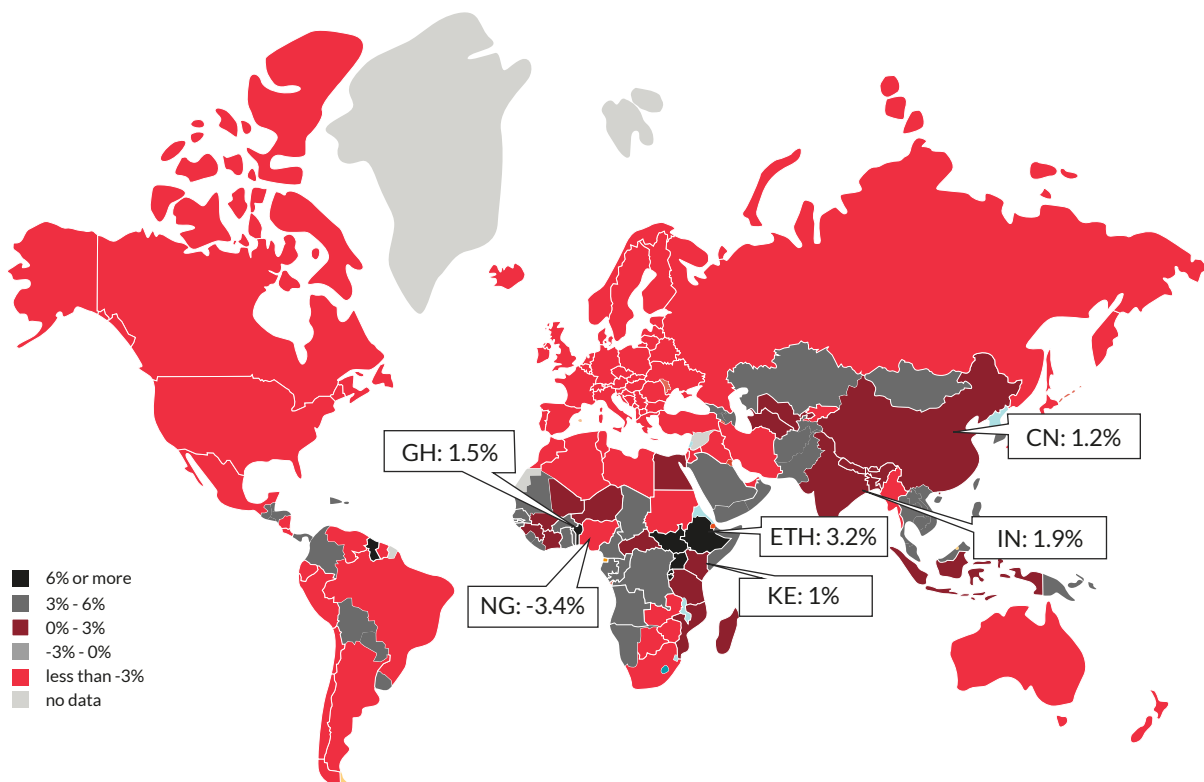 GH: 1.5%
CN: 1.2%
ETH: 3.2%
IN: 1.9%
NG: -3.4%
KE: 1%
6% or more
3% - 6%
0% - 3%
-3% - 0%
less than -3%
no data